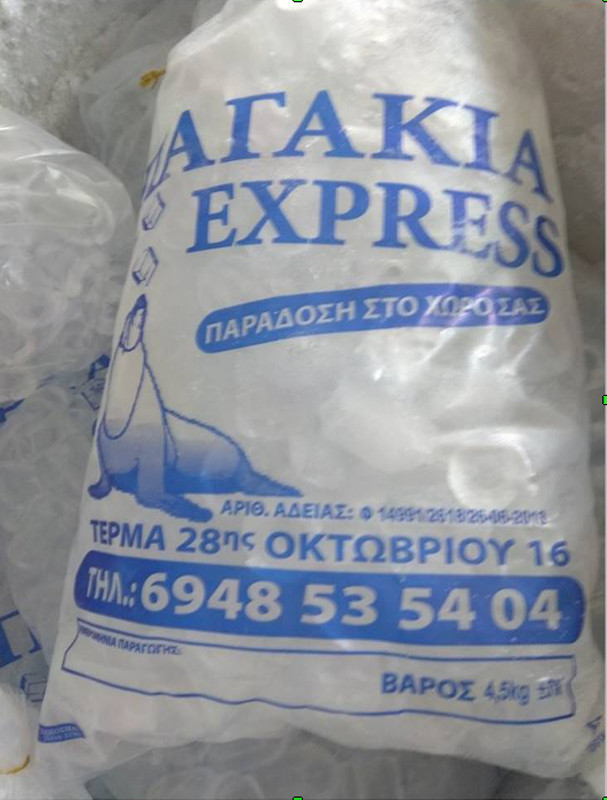 ΠΑΓΑΚΙΑ
EXPRESS
ΠΑΡΑΔΟΣΗ ΣΤΟ ΧΩΡΟ ΣΑΣ
ΑΡΙΘ. ΑΔΕΙΑΣ: Φ
ΤΕΡΜΑ 28ης ΟΚΤΩΒΡΙΟΥ 16
ΤΗΛ.: 6948 53 54 04
ΠΑΡΑΓΩΓΗΣ:
ΒΑΡΟΣ 4,5kg